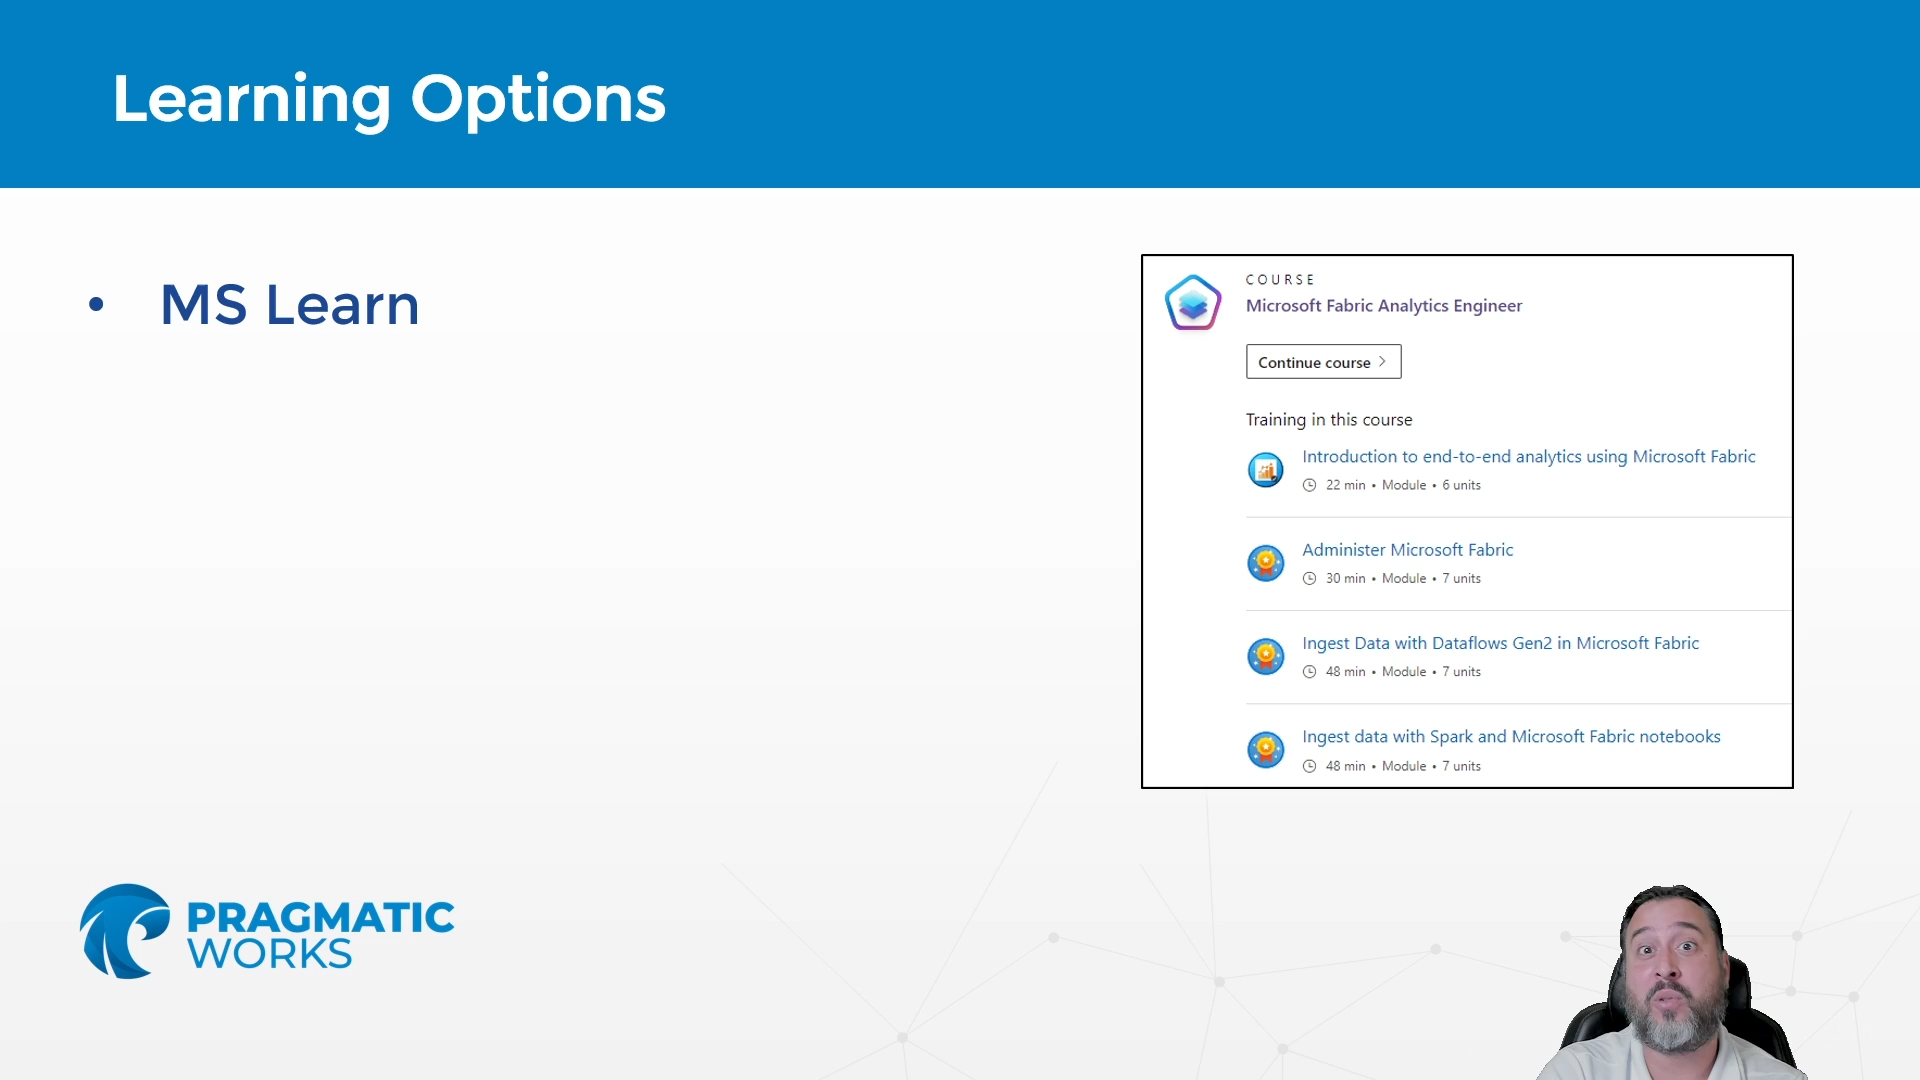 Learning Options
• MS Learn
COURSE
Microsoft Fabric Analytics Engineer
Continue course
Training in this course
Introduction to end-to-end analytics using Microsoft Fabric
22 min • Module • 6 units
Administer Microsoft Fabric
30 min • Module • 7 units
Ingest Data with Dataflows Gen2 in Microsoft Fabric
48 min • Module • 7 units
Ingest data with Spark and Microsoft Fabric notebooks
48 min • Module • 7 units
PRAGMATIC
WORKS